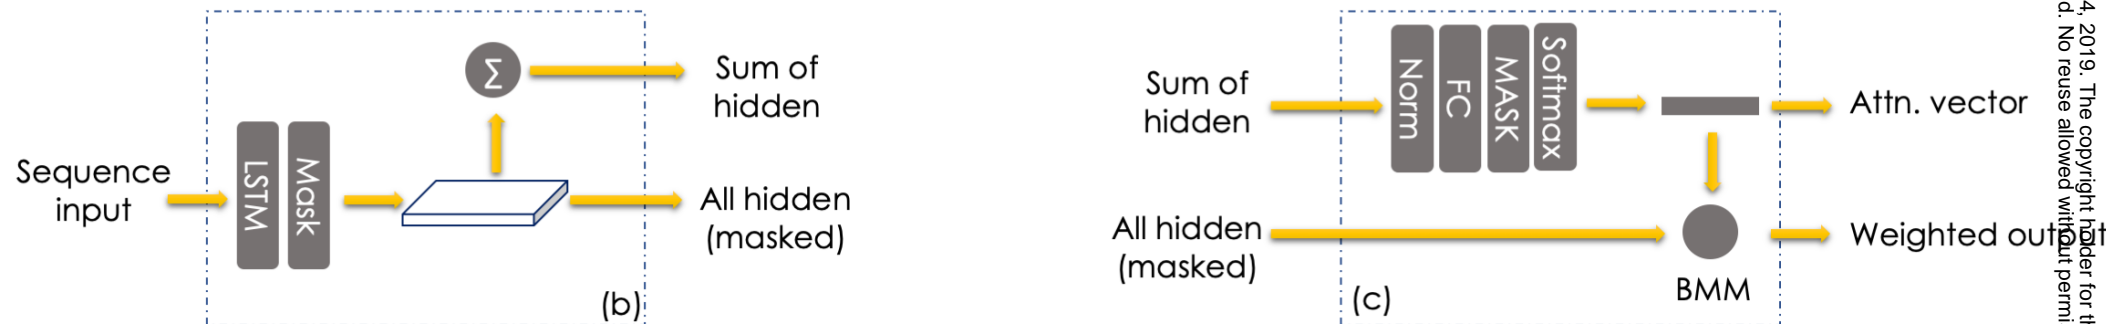 Sequence
input
LSTM
Mask
Σ
Sum of
hidden
All hidden
(masked)
(b)
Sum of
hidden
All hidden
(masked)
Norm
FC
MASK
Softmax
Attn. vector
BMM
Weighted output
(c)
4, 2019. The copyright holder for th
d. No reuse allowed without permi